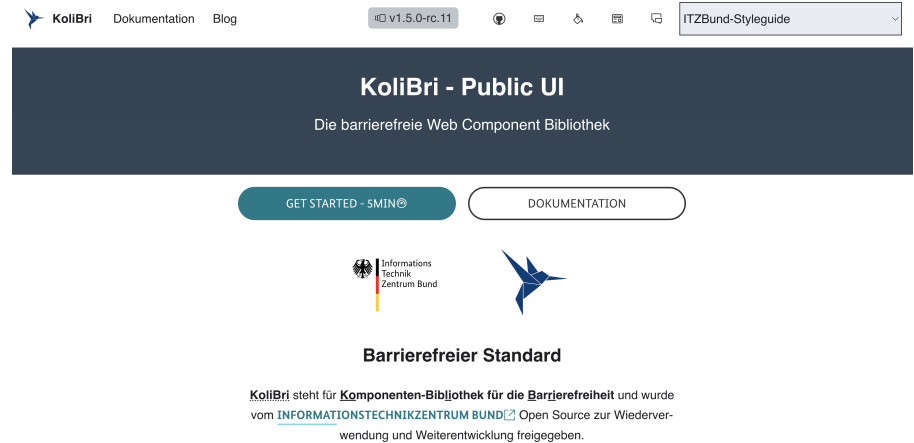 KoliBri Dokumentation Blog v1.5.0-rc.11 ITZBund-Styleguide
KoliBri - Public UI
Die barrierefreie Web Component Bibliothek
GET STARTED - 5MIN
DOKUMENTATION
Informations
Technik
Zentrum Bund
Barrierefreier Standard
KoliBri steht für Komponenten-Bibliothek für die Barrierefreiheit und wurde
vom INFORMATIONSTECHNIKZENTRUM BUND Open Source zur Wiederver-
wendung und Weiterentwicklung freigegeben.